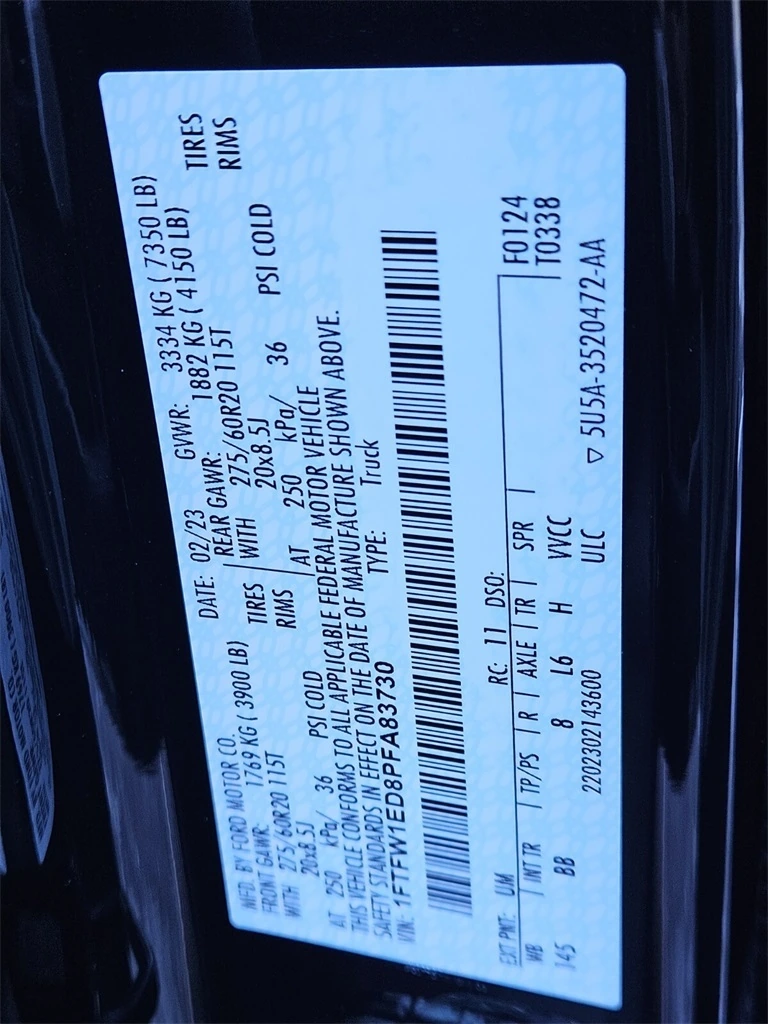 MFD. BY FORD MOTOR CO.
DATE: 02/23 GVWR: 3334 KG ( 7350 LB)
FRONT GAWR: 1769 KG ( 3900 LB) REAR GAWR: 1882 KG ( 4150 LB)
WITH 275/60R20 115T TIRES WITH 275/60R20 115T TIRES
20x8.5J RIMS 20x8.5J RIMS
AT 250 kPa/ 36 PSI COLD AT 250 kPa/ 36 PSI COLD
THIS VEHICLE CONFORMS TO ALL APPLICABLE FEDERAL MOTOR VEHICLE
SAFETY STANDARDS IN EFFECT ON THE DATE OF MANUFACTURE SHOWN ABOVE.
VIN: 1FTFW1ED8PFA83730 TYPE: Truck
EXT PNT: UM RC: 11 DSO:
WB INT TR TP/PS R AXLE TR SPR F0124
145 BB 8 L6 H VVCC T0338
2202302143600 ULC ▽ 5U5A-3520472-AA